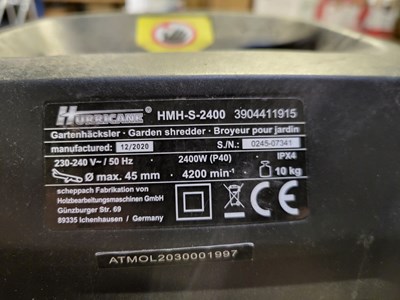 HURRICANE HMH-S-2400 3904411915
Gartenhäcksler - Garden shredder - Broyeur pour jardin
manufactured: 12/2020 S./N.: 0245-07341
230-240 V~/ 50 Hz 2400W (P40) IPX4
Ø max. 45 mm 4200 min-1 10 kg
scheppach Fabrikation von
Holzbearbeitungsmaschinen GmbH
Günzburger Str. 69
89335 Ichenhausen / Germany
CE
ATMOL2030001997